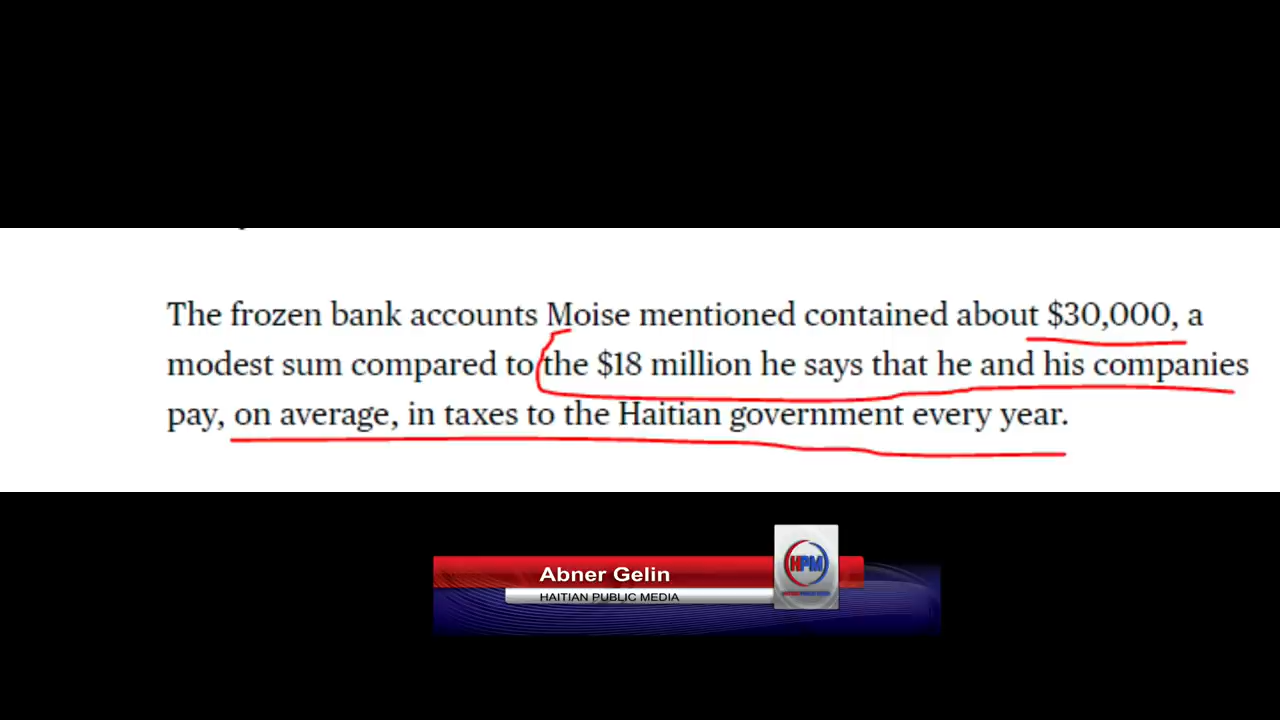 The frozen bank accounts Moise mentioned contained about $30,000, a
modest sum compared to the $18 million he says that he and his companies
pay, on average, in taxes to the Haitian government every year.
Abner Gelin
HAITIAN PUBLIC MEDIA
HPM